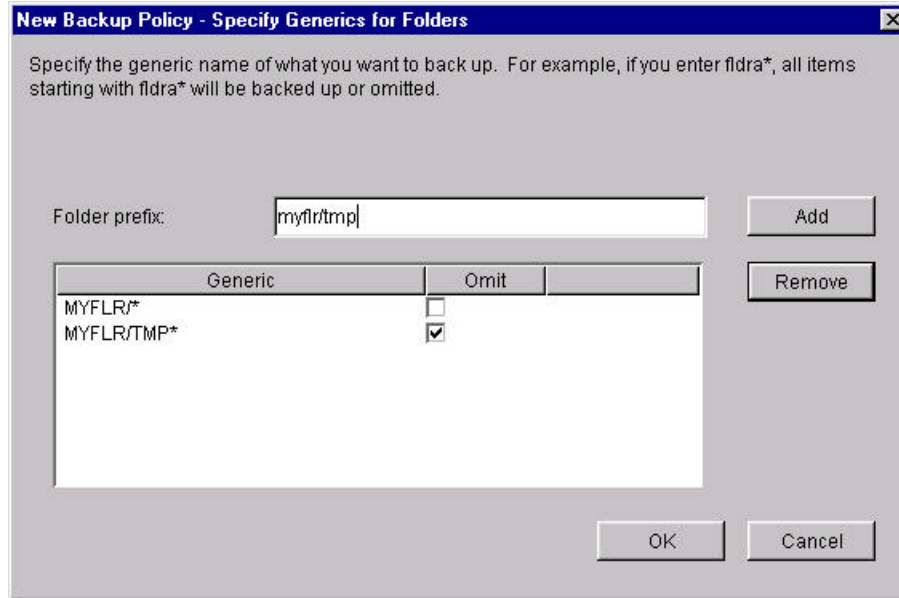 New Backup Policy - Specify Generics for Folders
Specify the generic name of what you want to back up. For example, if you enter fldra*, all items
starting with fldra* will be backed up or omitted.
Folder prefix: myflr/tmp Add
Generic Omit Remove
MYFLR/*
MYFLR/TMP*
OK Cancel